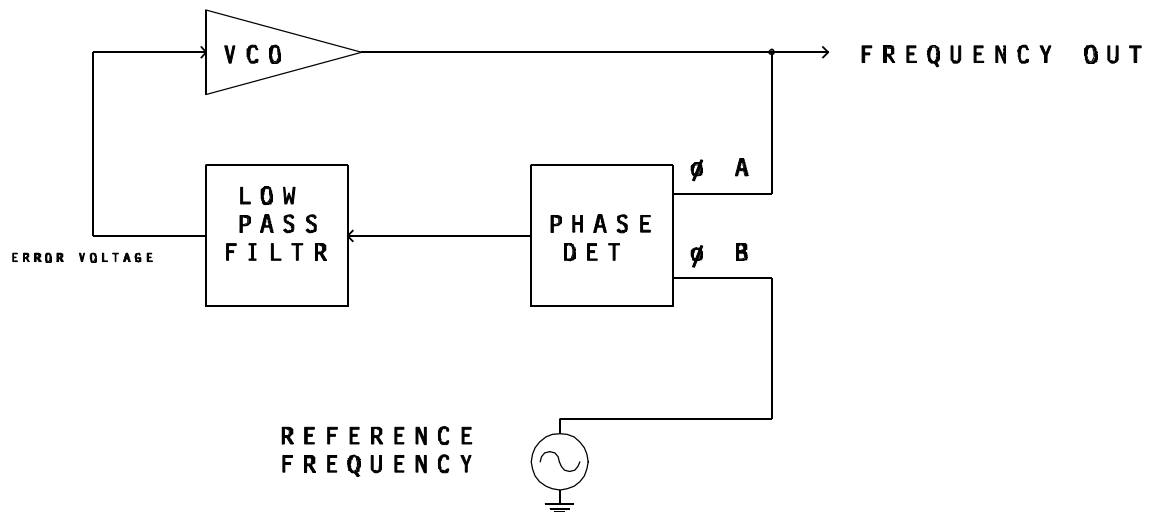 VCO
FREQUENCY OUT
ø A
LOW
PASS
FILTR
PHASE
DET
ø B
ERROR VOLTAGE
REFERENCE
FREQUENCY